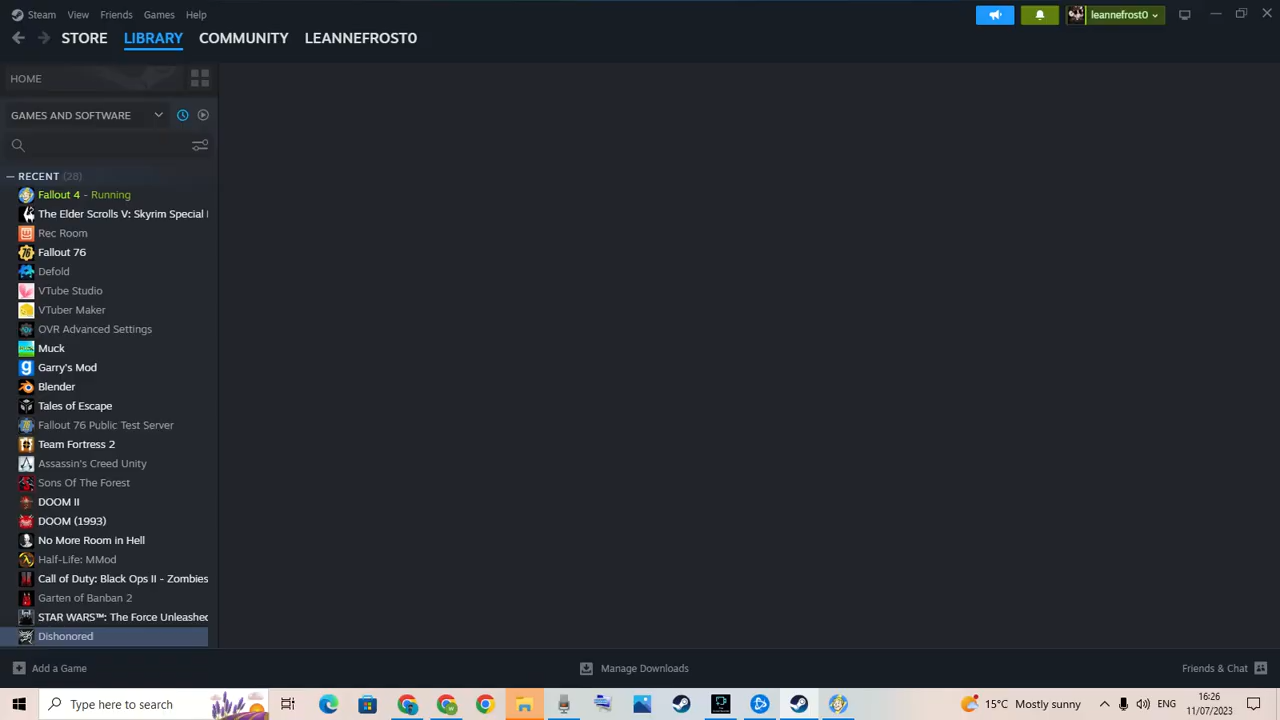 Steam View Friends Games Help leannefrost0
STORE LIBRARY COMMUNITY LEANNEFROST0
HOME
GAMES AND SOFTWARE
RECENT (28)
Fallout 4 - Running
The Elder Scrolls V: Skyrim Special
Rec Room
Fallout 76
Defold
VTube Studio
VTuber Maker
OVR Advanced Settings
Muck
Garry's Mod
Blender
Tales of Escape
Fallout 76 Public Test Server
Team Fortress 2
Assassin's Creed Unity
Sons Of The Forest
DOOM II
DOOM (1993)
No More Room in Hell
Half-Life: MMod
Call of Duty: Black Ops II - Zombies
Garten of Banban 2
STAR WARS™: The Force Unleashed
Dishonored
Add a Game Manage Downloads Friends & Chat
Type here to search 15°C Mostly sunny ENG 16:26
11/07/2023